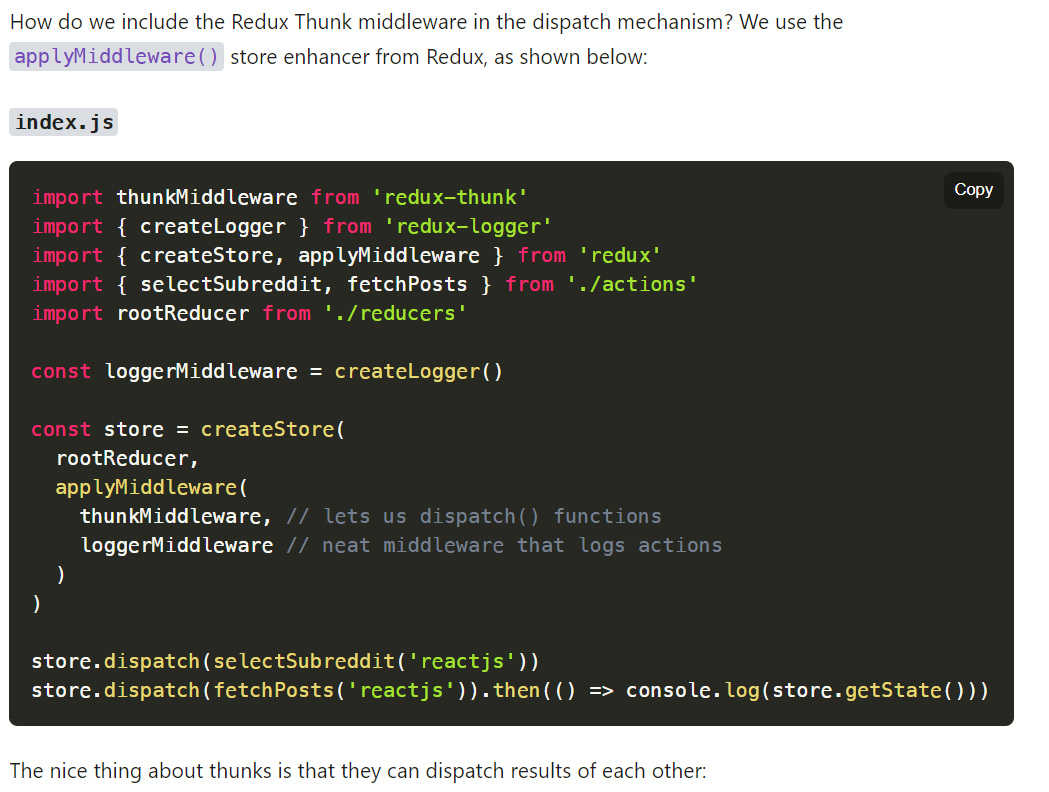 How do we include the Redux Thunk middleware in the dispatch mechanism? We use the
applyMiddleware() store enhancer from Redux, as shown below:
index.js
Copy
import thunkMiddleware from 'redux-thunk'
import { createLogger } from 'redux-logger'
import { createStore, applyMiddleware } from 'redux'
import { selectSubreddit, fetchPosts } from './actions'
import rootReducer from './reducers'
const loggerMiddleware = createLogger()
const store = createStore(
  rootReducer,
  applyMiddleware(
    thunkMiddleware, // lets us dispatch() functions
    loggerMiddleware // neat middleware that logs actions
  )
)
store.dispatch(selectSubreddit('reactjs'))
store.dispatch(fetchPosts('reactjs')).then(() => console.log(store.getState()))
The nice thing about thunks is that they can dispatch results of each other: